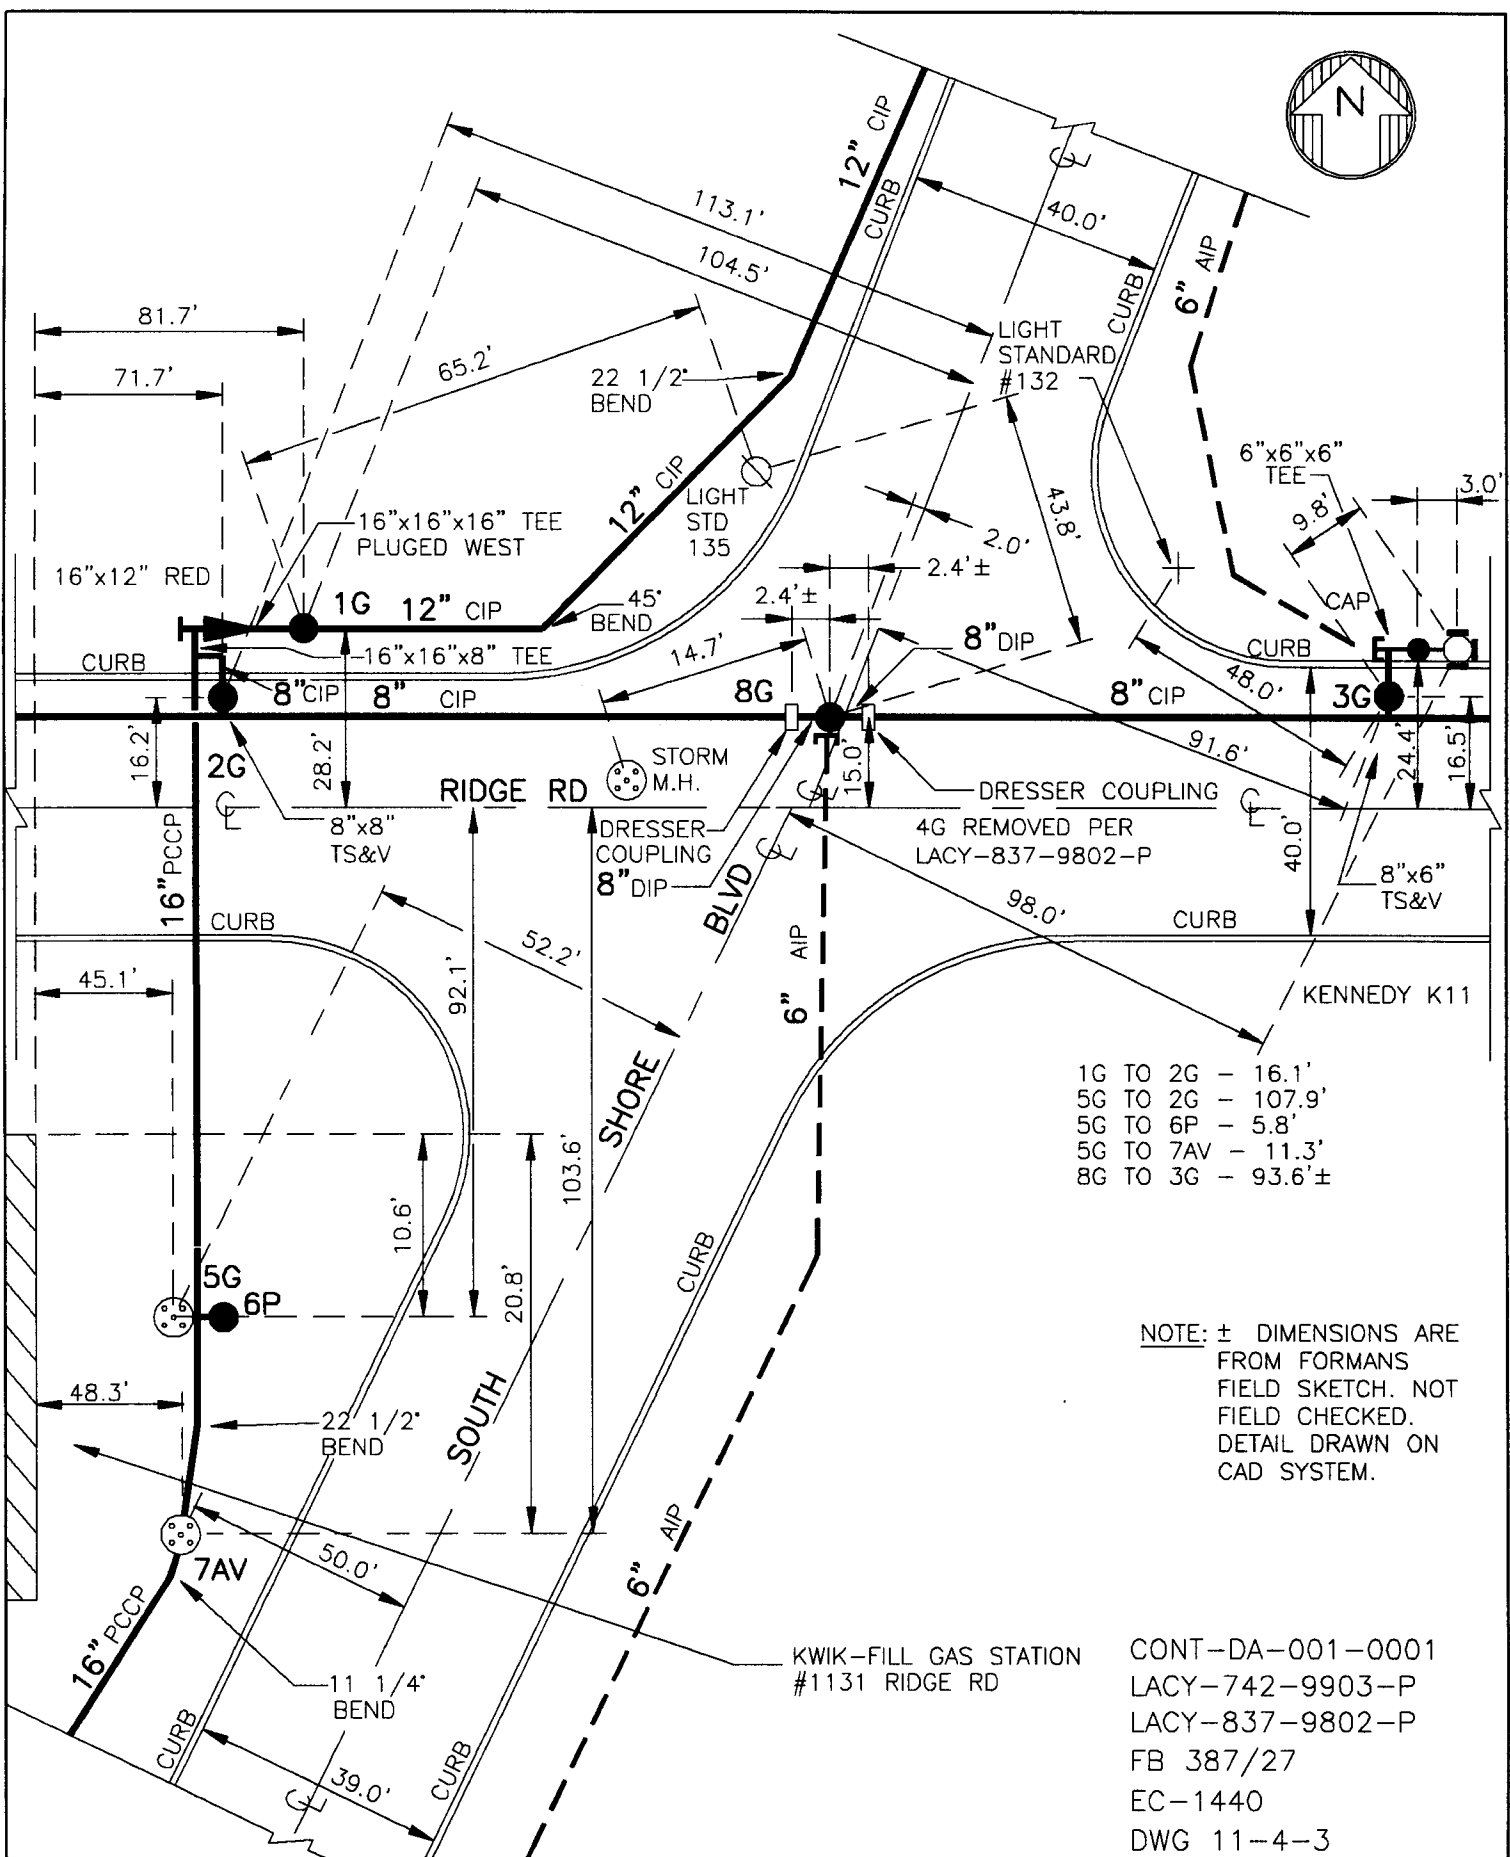 N
12" CIP
CURB
40.0'
113.1'
104.5'
CURB
6" AIP
81.7'
71.7'
65.2'
22 1/2°
BEND
LIGHT
STANDARD
#132
6"x6"x6"
TEE
3.0'
9.8'
12" CIP
LIGHT
STD
135
43.8'
2.0'
16"x16"x16" TEE
PLUGED WEST
16"x12" RED
1G
12" CIP
45°
BEND
2.4'±
2.4'±
CAP
16"x16"x8" TEE
14.7'
8" DIP
CURB
8" CIP
8" CIP
8G
8" CIP
CURB
48.0'
3G
16.2'
2G
28.2'
STORM
M.H.
15.0'
91.6'
24.4'
16.5'
RIDGE RD
DRESSER COUPLING
CL
CL
CL
CL
8"x8"
TS&V
DRESSER
COUPLING
8" DIP
4G REMOVED PER
LACY-837-9802-P
40.0'
8"x6"
TS&V
16" PCCP
CURB
BLVD
98.0'
CURB
52.2'
AIP
6"
45.1'
92.1'
KENNEDY K11
SHORE
1G TO 2G - 16.1'
5G TO 2G - 107.9'
5G TO 6P - 5.8'
5G TO 7AV - 11.3'
8G TO 3G - 93.6'±
103.6'
10.6'
20.8'
CURB
5G
6P
NOTE: ± DIMENSIONS ARE
FROM FORMANS
FIELD SKETCH. NOT
FIELD CHECKED.
DETAIL DRAWN ON
CAD SYSTEM.
48.3'
22 1/2°
BEND
SOUTH
7AV
50.0'
6" AIP
16" PCCP
11 1/4°
BEND
KWIK-FILL GAS STATION
#1131 RIDGE RD
CURB
39.0'
CURB
CL
CL
CONT-DA-001-0001
LACY-742-9903-P
LACY-837-9802-P
FB 387/27
EC-1440
DWG 11-4-3